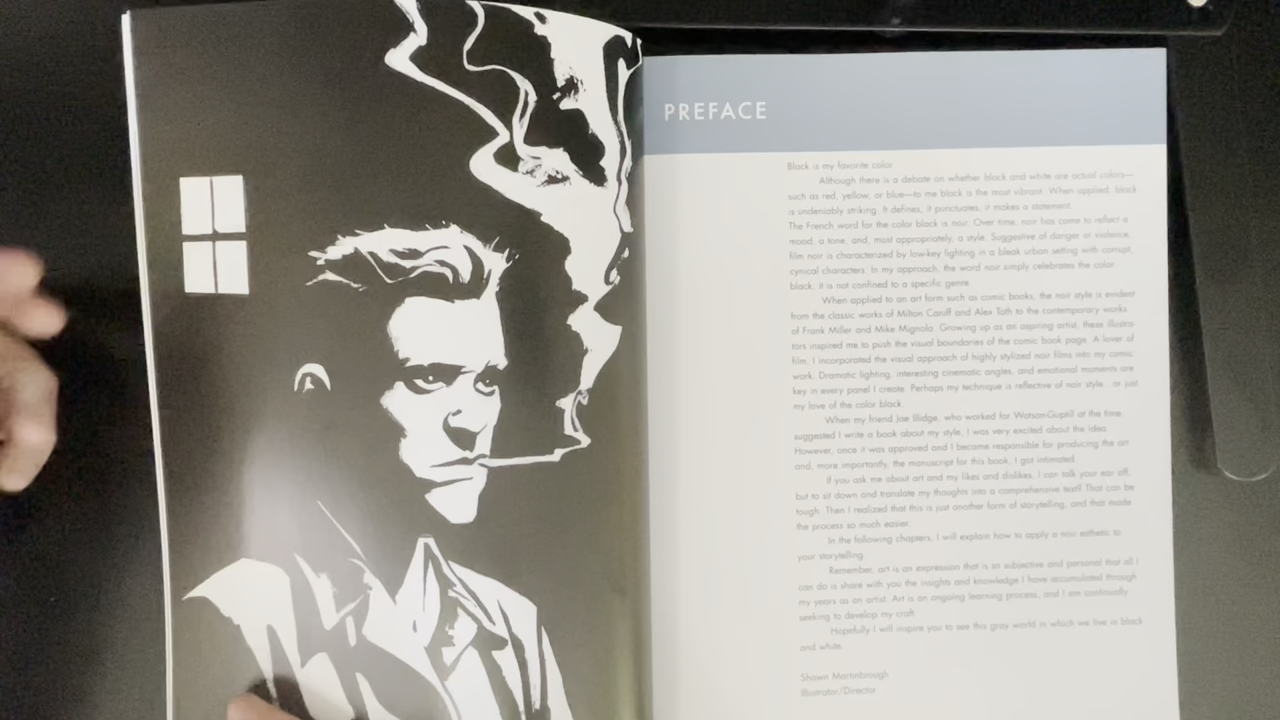 PREFACE
Black is my favorite color
Although there is a debate on whether black and white are actual colors—
such as red, yellow, or blue—to me black is the most vibrant. When applied, black
is undeniably striking. It defines, it punctuates, it makes a statement.
The French word for the color black is noir. Over time, noir has come to reflect a
mood, a tone, and, most appropriately, a style. Suggestive of danger or violence,
film noir is characterized by low-key lighting in a bleak urban setting with corrupt,
cynical characters. In my approach, the word noir simply celebrates the color
black, it is not confined to a specific genre.
When applied to an art form such as comic books, the noir style is evident
from the classic works of Milton Caniff and Alex Toth to the contemporary works
of Frank Miller and Mike Mignola. Growing up as an aspiring artist, these illustra-
tors inspired me to push the visual boundaries of the comic book page. A lover of
film, I incorporated the visual approach of highly stylized noir films into my comic
work. Dramatic lighting, interesting cinematic angles, and emotional moments are
key in every panel I create. Perhaps my technique is reflective of noir style...or just
my love of the color black.
When my friend Joe Illidge, who worked for Watson-Guptill at the time,
suggested I write a book about my style, I was very excited about the idea.
However, once it was approved and I became responsible for producing the art
and, more importantly, the manuscript for this book, I got intimated.
If you ask me about art and my likes and dislikes, I can talk your ear off,
but to sit down and translate my thoughts into a comprehensive text? That can be
tough. Then I realized that this is just another form of storytelling, and that made
the process so much easier.
In the following chapters, I will explain how to apply a noir esthetic to
your storytelling.
Remember, art is an expression that is so subjective and personal that all I
can do is share with you the insights and knowledge I have accumulated through
my years as an artist. Art is an ongoing learning process, and I am continually
seeking to develop my craft.
Hopefully I will inspire you to see this gray world in which we live in black
and white.
Shawn Martinbrough
Illustrator/Director